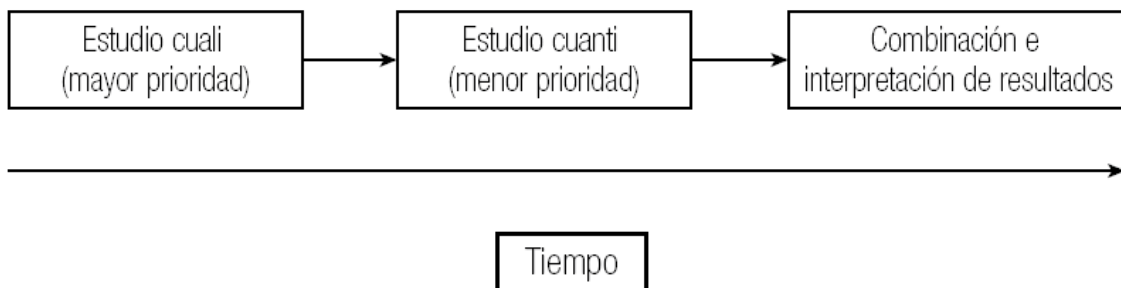 Estudio cuali
(mayor prioridad)
Estudio cuanti
(menor prioridad)
Combinación e
interpretación de resultados
Tiempo